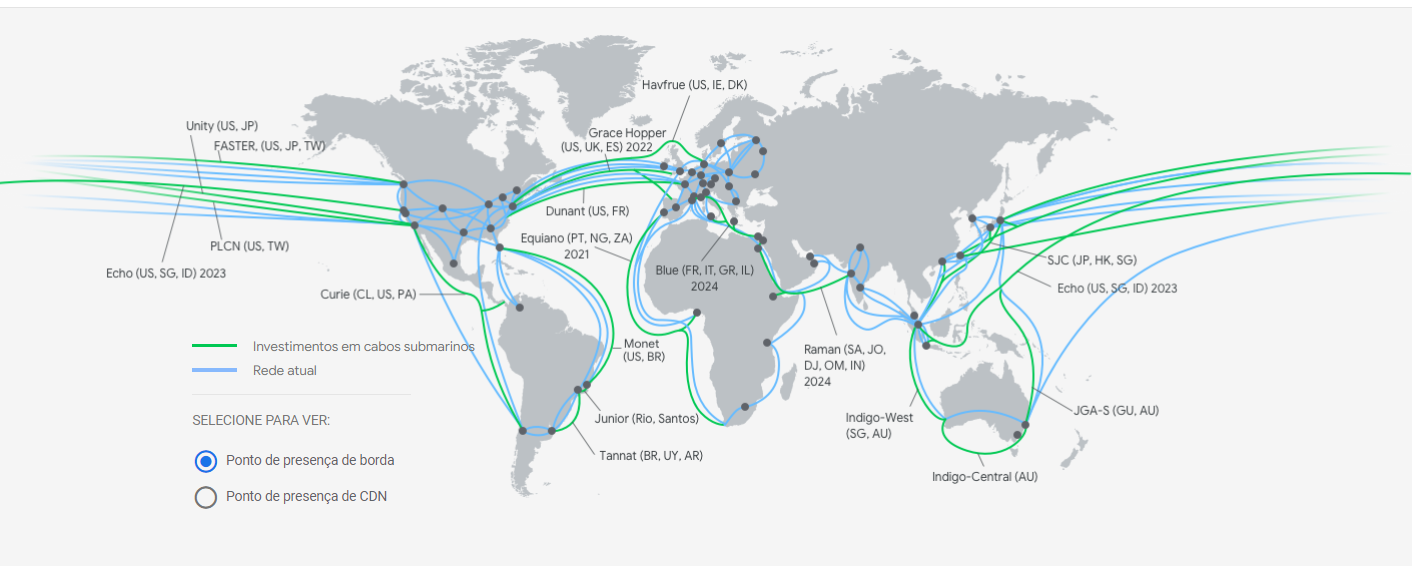 Havfrue (US, IE, DK)
Unity (US, JP)
FASTER, (US, JP, TW)
Grace Hopper
(US, UK, ES) 2022
Dunant (US, FR)
PLCN (US, TW)
Echo (US, SG, ID) 2023
Equiano (PT, NG, ZA)
2021
Blue (FR, IT, GR, IL)
2024
SJC (JP, HK, SG)
Echo (US, SG, ID) 2023
Curie (CL, US, PA)
Investimentos em cabos submarinos
Rede atual
Monet
(US, BR)
Raman (SA, JO,
DJ, OM, IN)
2024
SELECIONE PARA VER:
Junior (Rio, Santos)
Indigo-West
(SG, AU)
JGA-S (GU, AU)
Ponto de presença de borda
Tannat (BR, UY, AR)
Indigo-Central (AU)
Ponto de presença de CDN